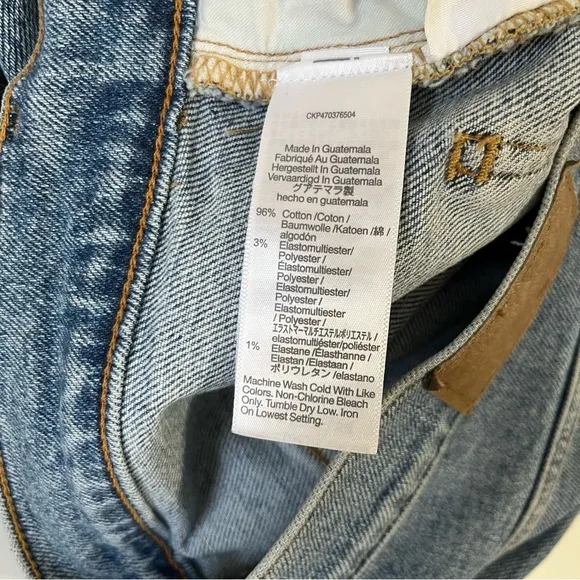 CKP470376504
Made In Guatemala
Fabriqué Au Guatemala
Hergestellt In Guatemala
Vervaardigd In Guatemala
グアテマラ製
hecho en guatemala
96% Cotton /Coton /
Baumwolle /Katoen /綿 /
algodón
3% Elastomultiester/
Polyester /
Elastomultiester/
Polyester /
Elastomultiester/
Polyester /
Elastomultiester
/ Polyester /
エラストマーマルチエステル/ポリエステル /
elastomultiéster/poliéster
1% Elastane /Élasthanne /
Elastan /Elastaan /
ポリウレタン /elastano
Machine Wash Cold With Like
Colors. Non-Chlorine Bleach
Only. Tumble Dry Low. Iron
On Lowest Setting.